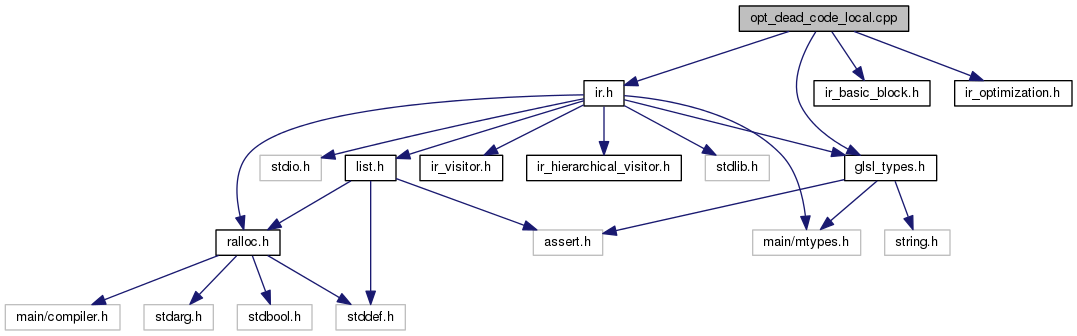 opt_dead_code_local.cpp
ir.h
ir_basic_block.h
ir_optimization.h
stdio.h
list.h
ir_visitor.h
ir_hierarchical_visitor.h
stdlib.h
glsl_types.h
ralloc.h
assert.h
main/mtypes.h
string.h
main/compiler.h
stdarg.h
stdbool.h
stddef.h